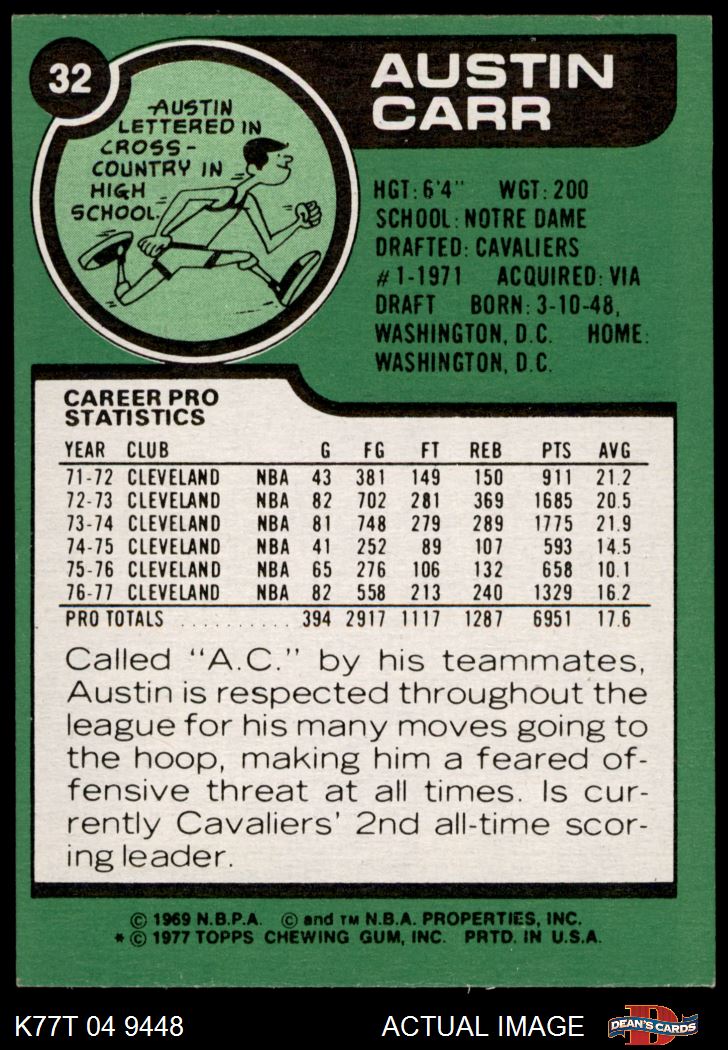 32
AUSTIN
LETTERED IN
CROSS-
COUNTRY IN
HIGH
SCHOOL.
AUSTIN
CARR
HGT: 6'4" WGT: 200
SCHOOL: NOTRE DAME
DRAFTED: CAVALIERS
#1-1971 ACQUIRED: VIA
DRAFT BORN: 3-10-48,
WASHINGTON, D.C. HOME:
WASHINGTON, D.C.
CAREER PRO
STATISTICS
YEAR CLUB G FG FT REB PTS AVG
71-72 CLEVELAND NBA 43 381 149 150 911 21.2
72-73 CLEVELAND NBA 82 702 281 369 1685 20.5
73-74 CLEVELAND NBA 81 748 279 289 1775 21.9
74-75 CLEVELAND NBA 41 252 89 107 593 14.5
75-76 CLEVELAND NBA 65 276 106 132 658 10.1
76-77 CLEVELAND NBA 82 558 213 240 1329 16.2
PRO TOTALS .......... 394 2917 1117 1287 6951 17.6
Called "A.C." by his teammates,
Austin is respected throughout the
league for his many moves going to
the hoop, making him a feared of-
fensive threat at all times. Is cur-
rently Cavaliers' 2nd all-time scor-
ing leader.
© 1969 N.B.P.A. © and TM N.B.A. PROPERTIES, INC.
* © 1977 TOPPS CHEWING GUM, INC. PRTD. IN U.S.A.
K77T 04 9448 ACTUAL IMAGE D DEAN'S CARDS